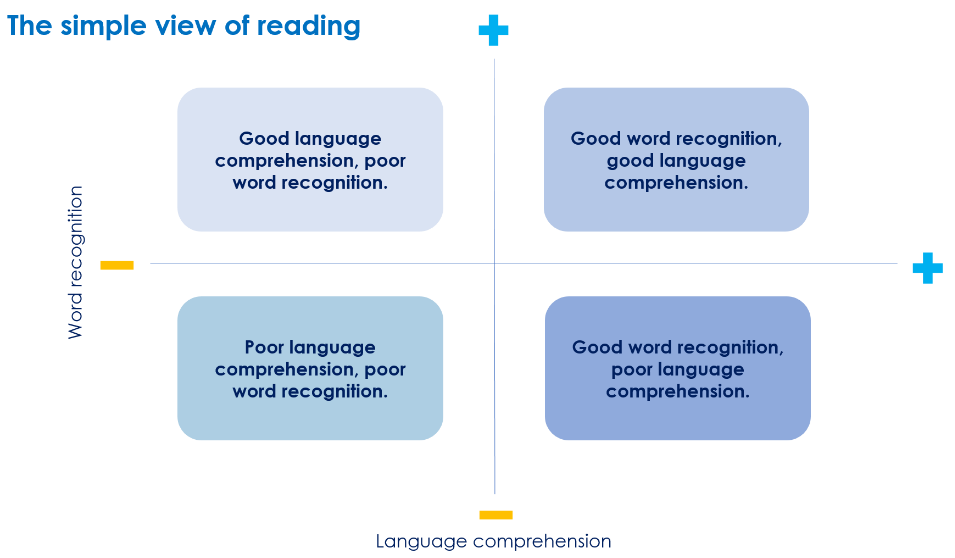 The simple view of reading
Good language
comprehension, poor
word recognition.
Good word recognition,
good language
comprehension.
Word recognition
Poor language
comprehension, poor
word recognition.
Good word recognition,
poor language
comprehension.
Language comprehension